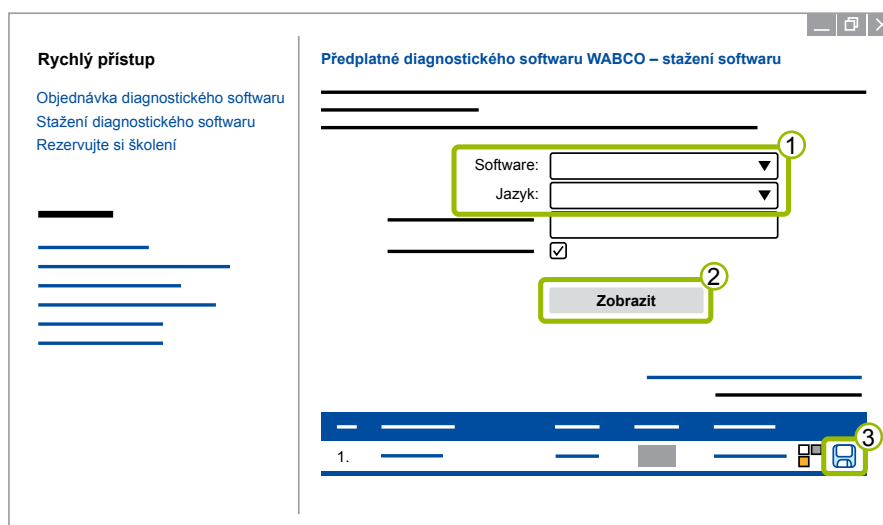 Rychlý přístup
Objednávka diagnostického softwaru
Stažení diagnostického softwaru
Rezervujte si školení
Předplatné diagnostického softwaru WABCO – stažení softwaru
1
Software:
Jazyk:
2
Zobrazit
3
1.